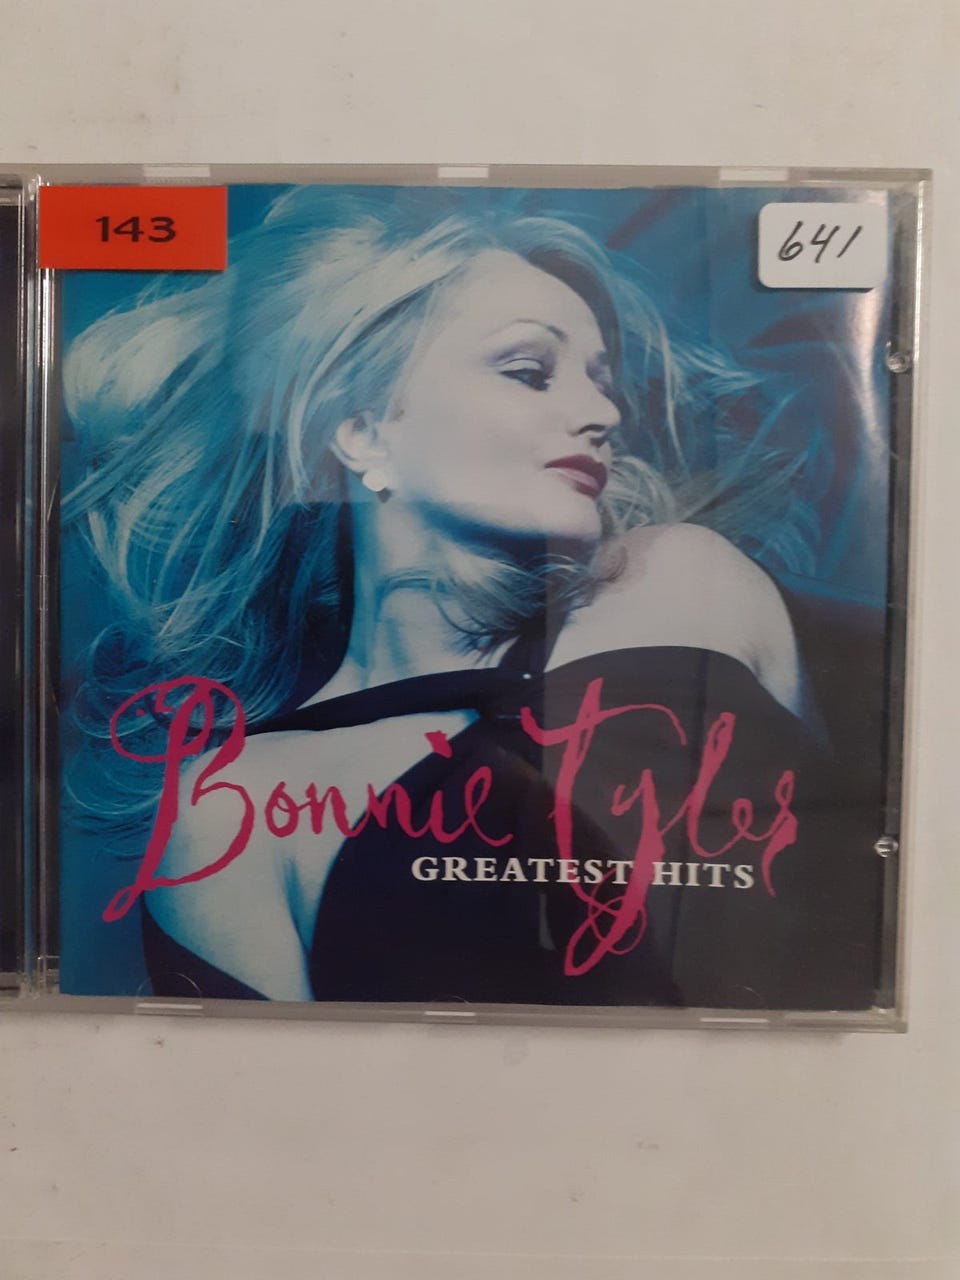 143
641
Bonnie Tyler
GREATEST HITS